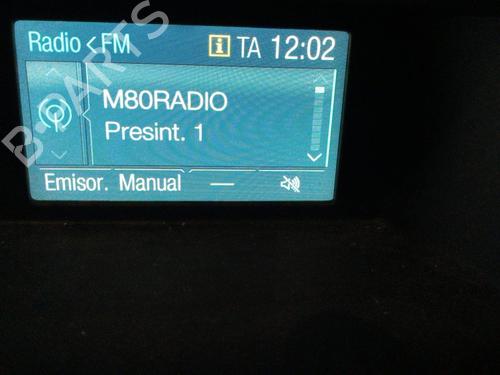 Radio <FM i TA 12:02
M80RADIO
Presint. 1
Emisor. Manual —
B-PARTS